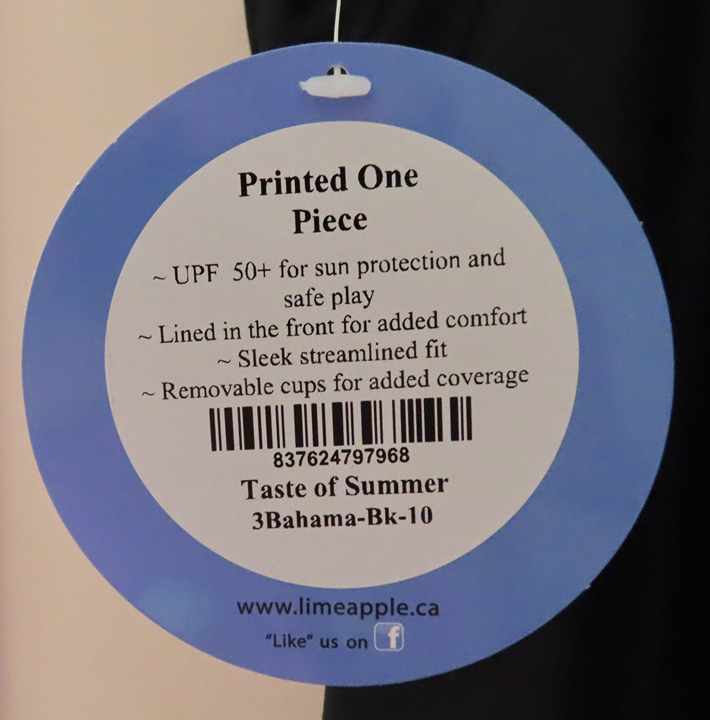 Printed One
Piece
~ UPF 50+ for sun protection and
safe play
~ Lined in the front for added comfort
~ Sleek streamlined fit
~ Removable cups for added coverage
837624797968
Taste of Summer
3Bahama-Bk-10
www.limeapple.ca
"Like" us on f